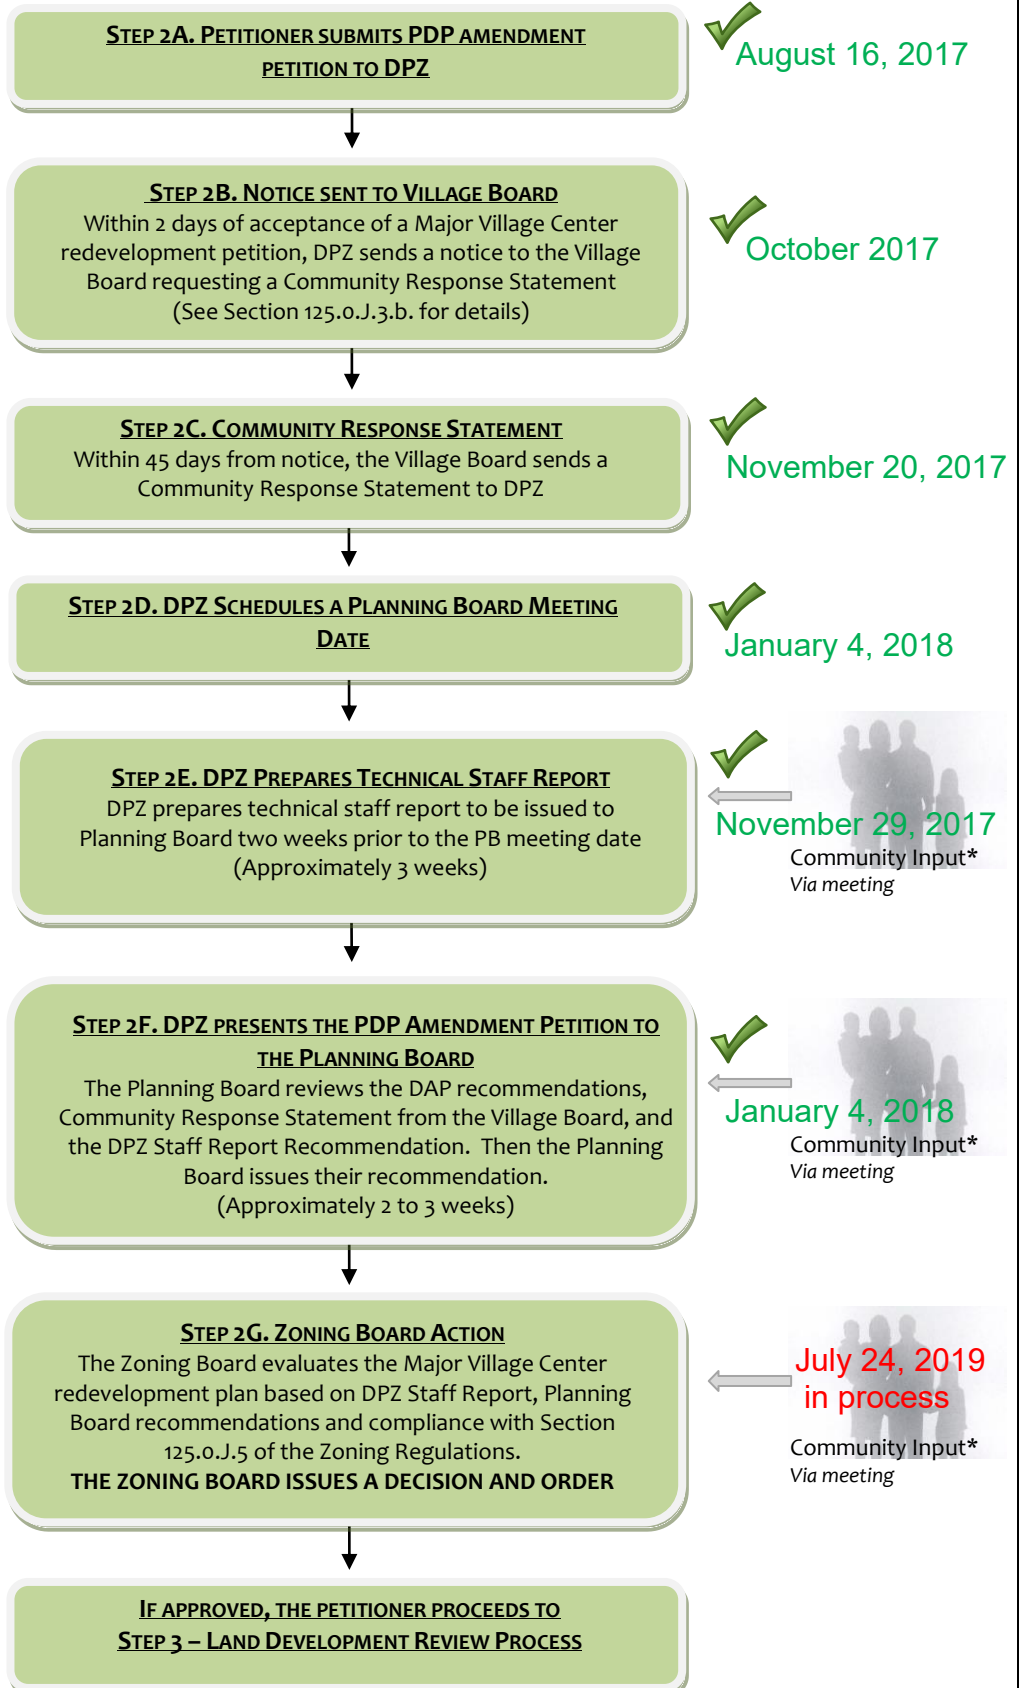 STEP 2A. PETITIONER SUBMITS PDP AMENDMENT
PETITION TO DPZ
August 16, 2017
STEP 2B. NOTICE SENT TO VILLAGE BOARD
Within 2 days of acceptance of a Major Village Center
redevelopment petition, DPZ sends a notice to the Village
Board requesting a Community Response Statement
(See Section 125.0.J.3.b. for details)
October 2017
STEP 2C. COMMUNITY RESPONSE STATEMENT
Within 45 days from notice, the Village Board sends a
Community Response Statement to DPZ
November 20, 2017
STEP 2D. DPZ SCHEDULES A PLANNING BOARD MEETING
DATE
January 4, 2018
STEP 2E. DPZ PREPARES TECHNICAL STAFF REPORT
DPZ prepares technical staff report to be issued to
Planning Board two weeks prior to the PB meeting date
(Approximately 3 weeks)
November 29, 2017
Community Input*
Via meeting
STEP 2F. DPZ PRESENTS THE PDP AMENDMENT PETITION TO
THE PLANNING BOARD
The Planning Board reviews the DAP recommendations,
Community Response Statement from the Village Board, and
the DPZ Staff Report Recommendation. Then the Planning
Board issues their recommendation.
(Approximately 2 to 3 weeks)
January 4, 2018
Community Input*
Via meeting
STEP 2G. ZONING BOARD ACTION
The Zoning Board evaluates the Major Village Center
redevelopment plan based on DPZ Staff Report, Planning
Board recommendations and compliance with Section
125.0.J.5 of the Zoning Regulations.
THE ZONING BOARD ISSUES A DECISION AND ORDER
July 24, 2019
in process
Community Input*
Via meeting
IF APPROVED, THE PETITIONER PROCEEDS TO
STEP 3 – LAND DEVELOPMENT REVIEW PROCESS